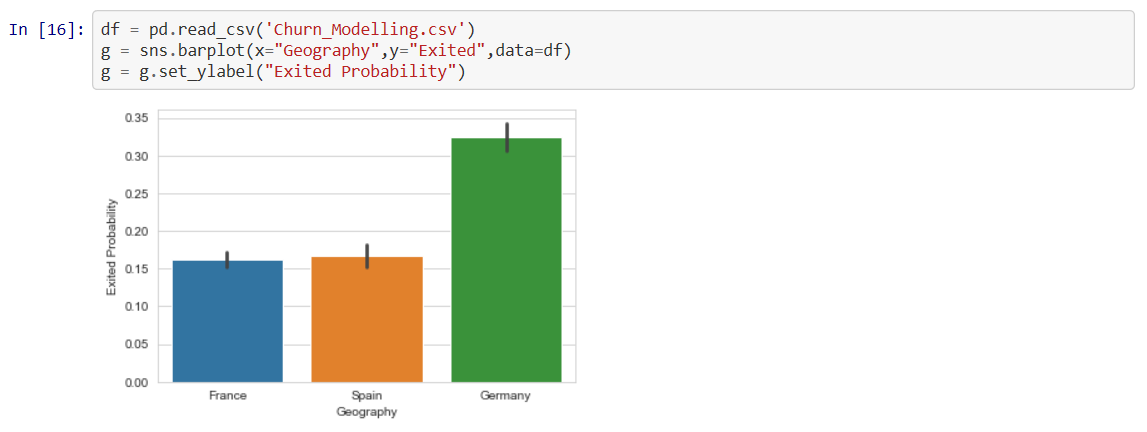 In [16]: df = pd.read_csv('Churn_Modelling.csv')
g = sns.barplot(x="Geography",y="Exited",data=df)
g = g.set_ylabel("Exited Probability")
0.35
0.30
0.25
0.20
0.15
0.10
0.05
0.00
Exited Probability
France Spain Germany
Geography